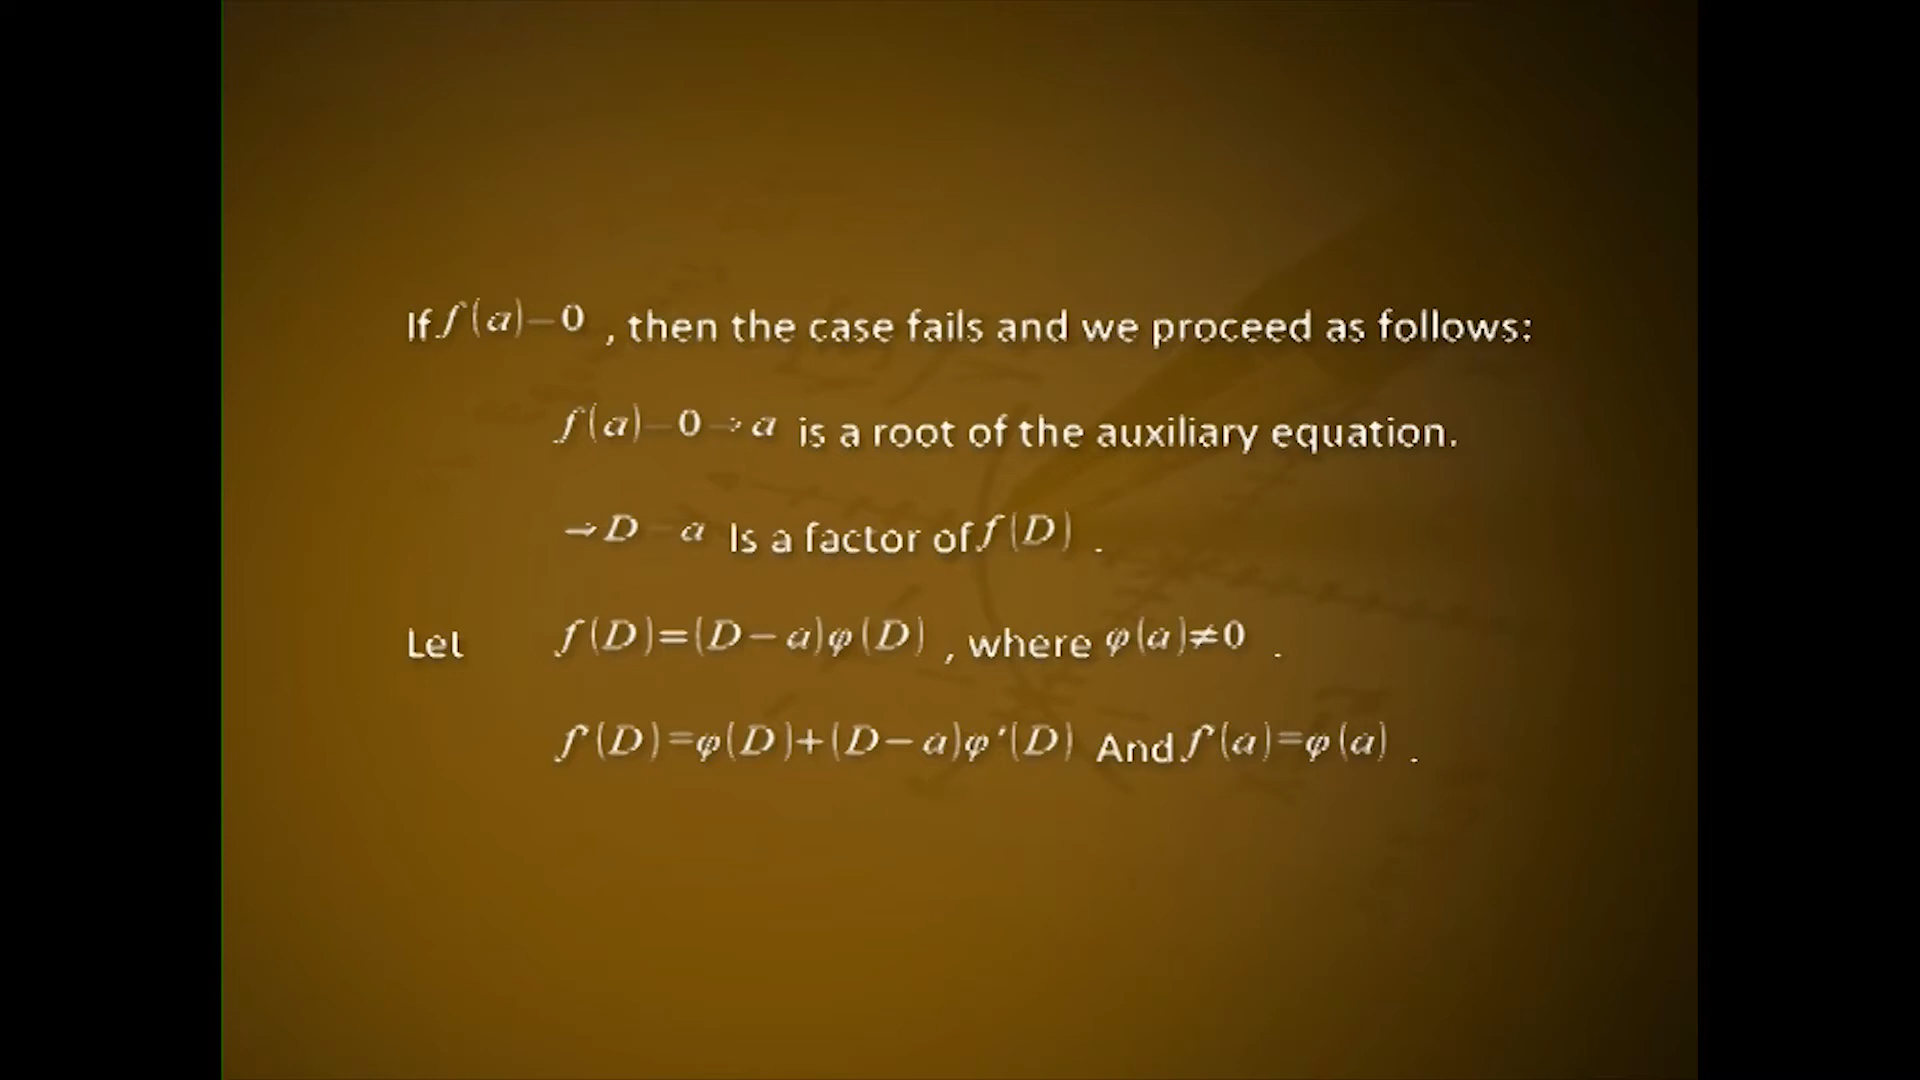 If f(a)=0 , then the case fails and we proceed as follows:
f(a)=0 ⇒ a is a root of the auxiliary equation.
⇒ D − a Is a factor of f(D) .
Let f(D)=(D−a)φ(D) , where φ(a)≠0 .
f'(D)=φ(D)+(D−a)φ'(D) And f'(a)=φ(a) .